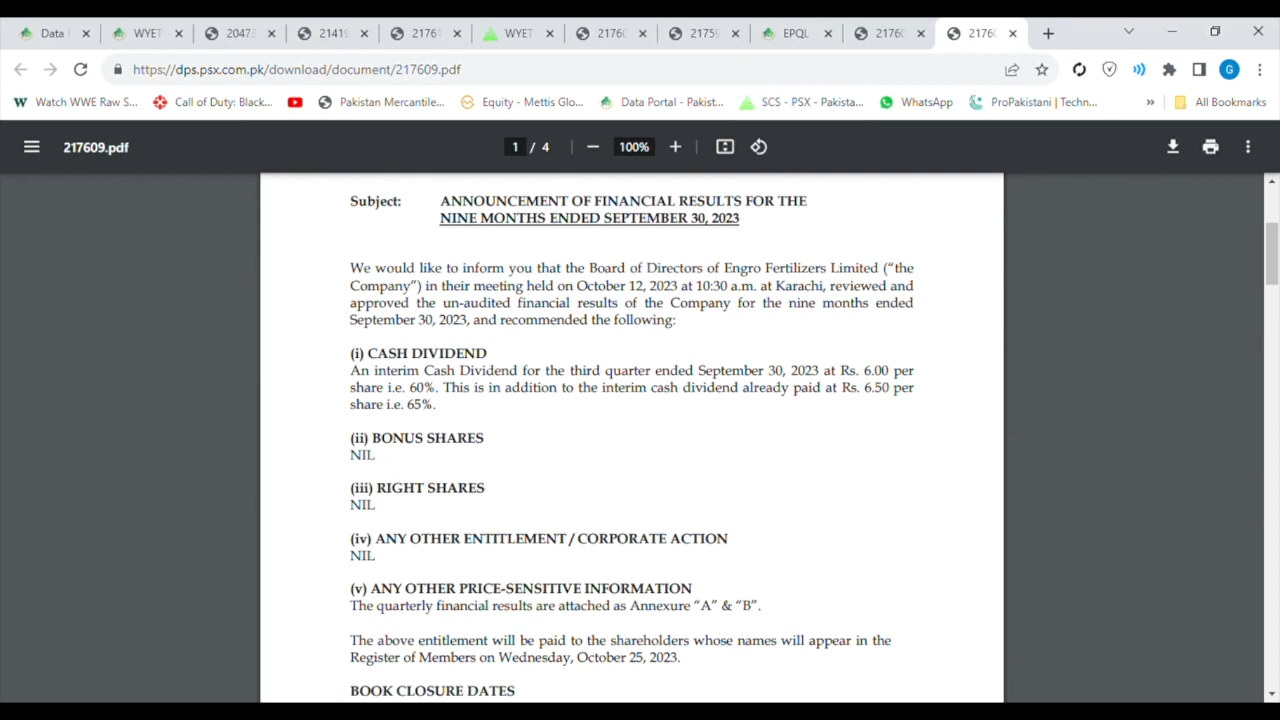 Data
WYET
2047
21419
2176
WYET
2176
2175
EPQL
2176
2176
https://dps.psx.com.pk/download/document/217609.pdf
G
W Watch WWE Raw S...
Call of Duty: Black...
Pakistan Mercantile...
Equity - Mettis Glo...
Data Portal - Pakist...
SCS - PSX - Pakista...
WhatsApp
ProPakistani | Techn...
»
All Bookmarks
217609.pdf
1 / 4
100%
Subject: ANNOUNCEMENT OF FINANCIAL RESULTS FOR THE
NINE MONTHS ENDED SEPTEMBER 30, 2023
We would like to inform you that the Board of Directors of Engro Fertilizers Limited (“the
Company”) in their meeting held on October 12, 2023 at 10:30 a.m. at Karachi, reviewed and
approved the un-audited financial results of the Company for the nine months ended
September 30, 2023, and recommended the following:
(i) CASH DIVIDEND
An interim Cash Dividend for the third quarter ended September 30, 2023 at Rs. 6.00 per
share i.e. 60%. This is in addition to the interim cash dividend already paid at Rs. 6.50 per
share i.e. 65%.
(ii) BONUS SHARES
NIL
(iii) RIGHT SHARES
NIL
(iv) ANY OTHER ENTITLEMENT / CORPORATE ACTION
NIL
(v) ANY OTHER PRICE-SENSITIVE INFORMATION
The quarterly financial results are attached as Annexure “A” & “B”.
The above entitlement will be paid to the shareholders whose names will appear in the
Register of Members on Wednesday, October 25, 2023.
BOOK CLOSURE DATES